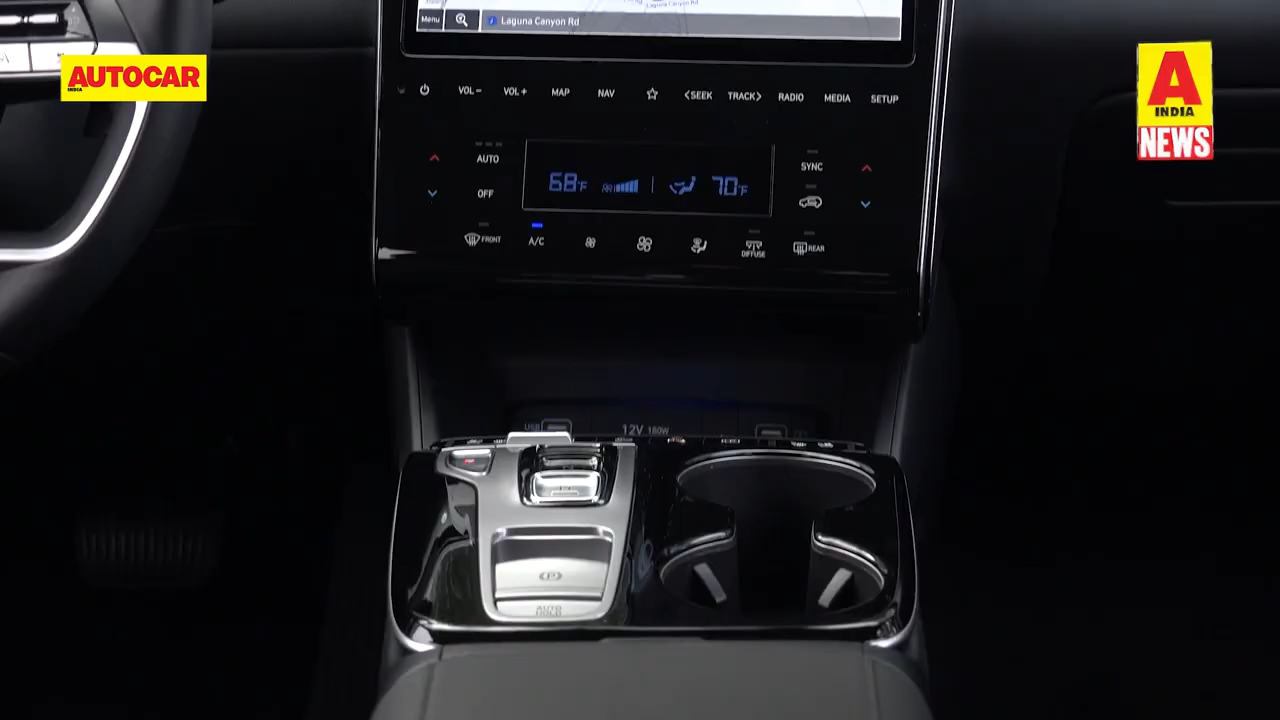 Menu
Laguna Canyon Rd
AUTOCAR
INDIA
A
INDIA
NEWS
VOL -
VOL +
MAP
NAV
<SEEK
TRACK>
RADIO
MEDIA
SETUP
AUTO
68°F
70°F
SYNC
OFF
FRONT
A/C
DIFFUSE
REAR
USB
12V 180W
P
AUTO
HOLD